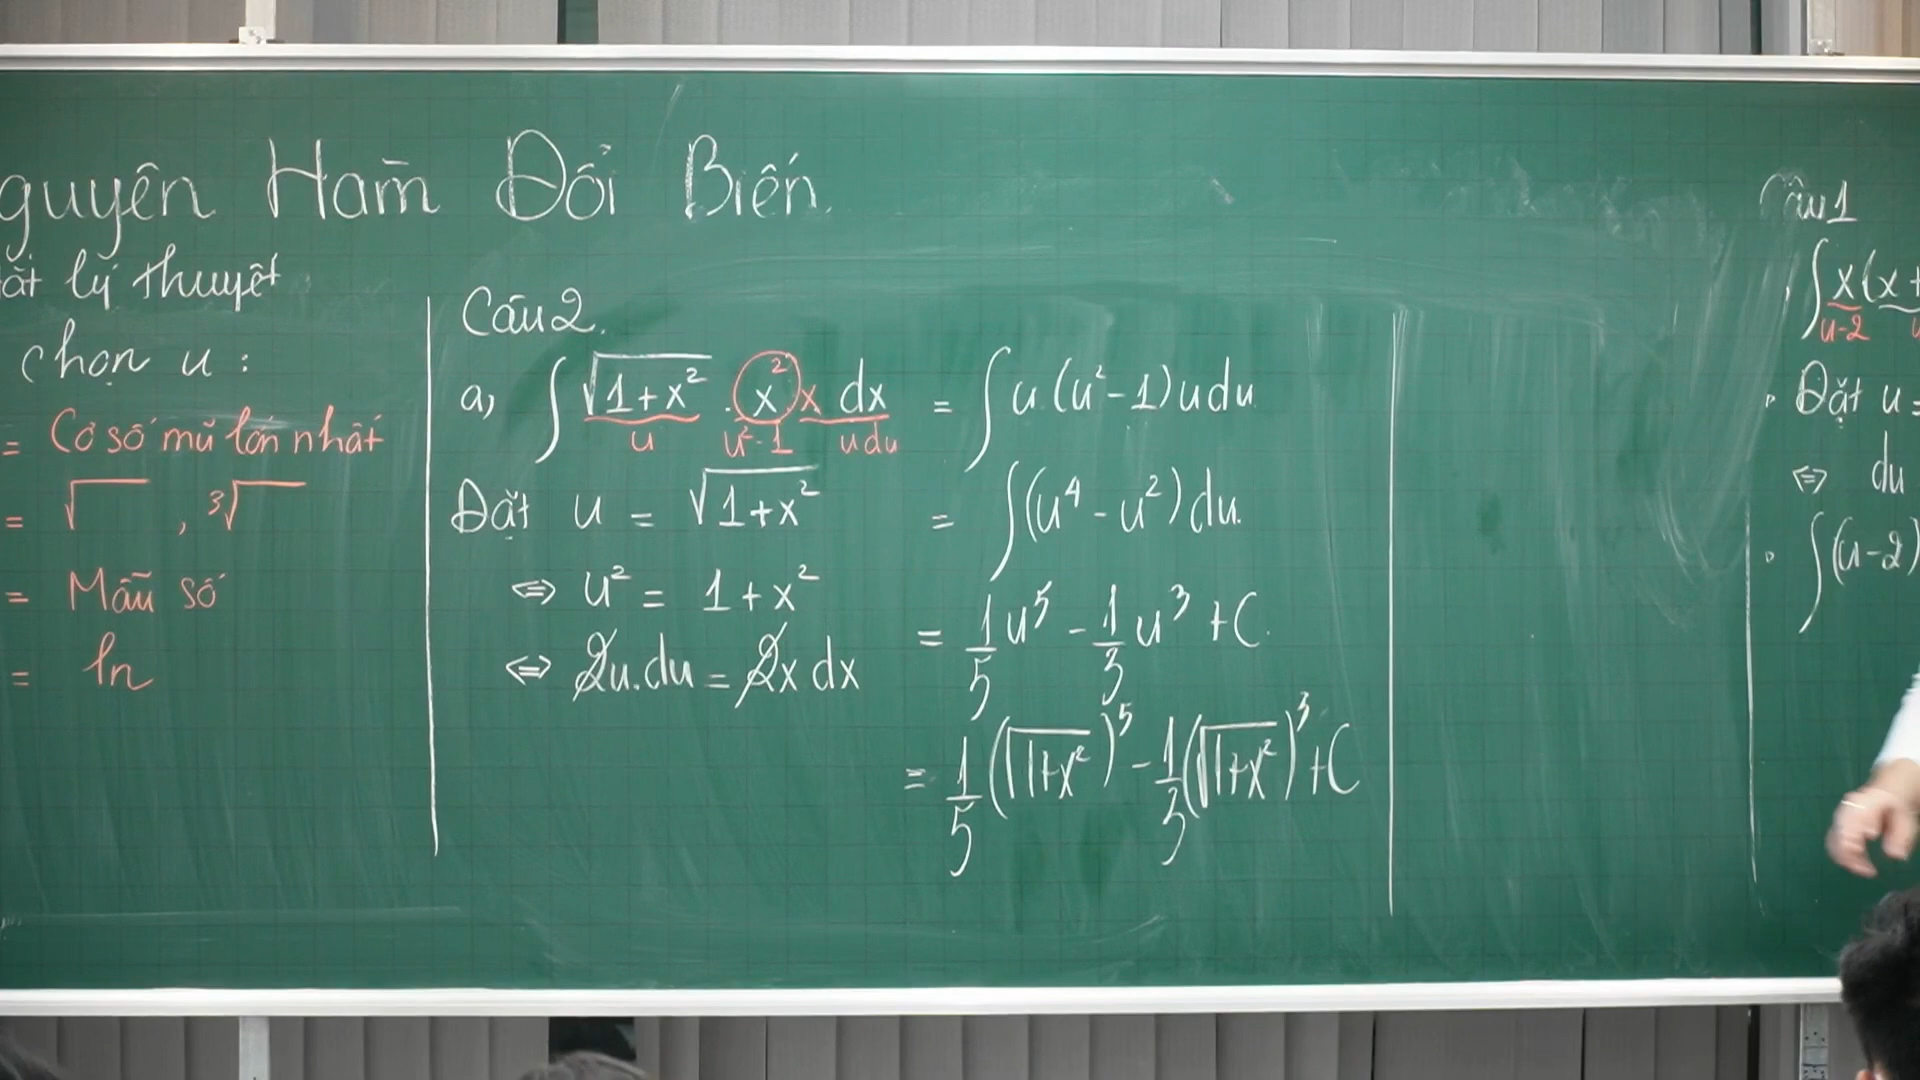 guyên Hàm Đổi Biến.
ắt lý thuyết
chọn u :
= Cơ số mũ lớn nhất
= √ , ³√
= Mẫu số
= ln
Câu 2.
a, ∫ √(1+x²) . x² x dx = ∫ u (u² - 1) u du
u u² - 1 u du
Đặt u = √(1+x²)
⇔ u² = 1 + x²
⇔ 2u. du = 2x dx
= ∫ (u⁴ - u²) du.
= 1/5 u⁵ - 1/3 u³ + C.
= 1/5 (√(1+x²))⁵ - 1/3 (√(1+x²))³ + C
Câu 1
∫ x(x+
u-2 u
Đặt u =
⇔ du
∫ (u-2)